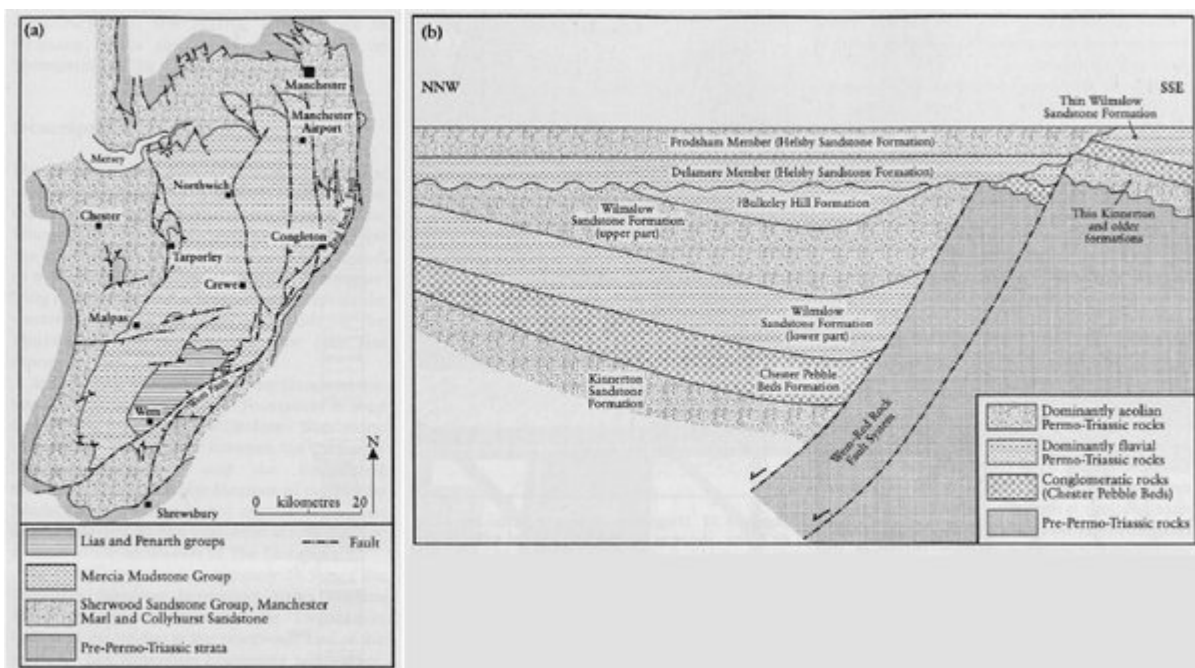 (a)
Manchester
Manchester
Airport
Mersey
Northwich
Chester
Congleton
Red Rock Fault
Tarporley
Crewe
Malpas
Wem Fault
Wem
N
0 kilometres 20
Shrewsbury
Lias and Penarth groups
Fault
Mercia Mudstone Group
Sherwood Sandstone Group, Manchester
Marl and Collyhurst Sandstone
Pre-Permo-Triassic strata
(b)
NNW
SSE
Thin Wilmslow
Sandstone Formation
Frodsham Member (Helsby Sandstone Formation)
Delamere Member (Helsby Sandstone Formation)
?Bulkeley Hill Formation
Wilmslow
Sandstone Formation
(upper part)
Thin Kinnerton
and older
formations
Wilmslow
Sandstone Formation
(lower part)
Chester Pebble
Beds Formation
Kinnerton
Sandstone
Formation
Wem-Red Rock
Fault System
Dominantly aeolian
Permo-Triassic rocks
Dominantly fluvial
Permo-Triassic rocks
Conglomeratic rocks
(Chester Pebble Beds)
Pre-Permo-Triassic rocks